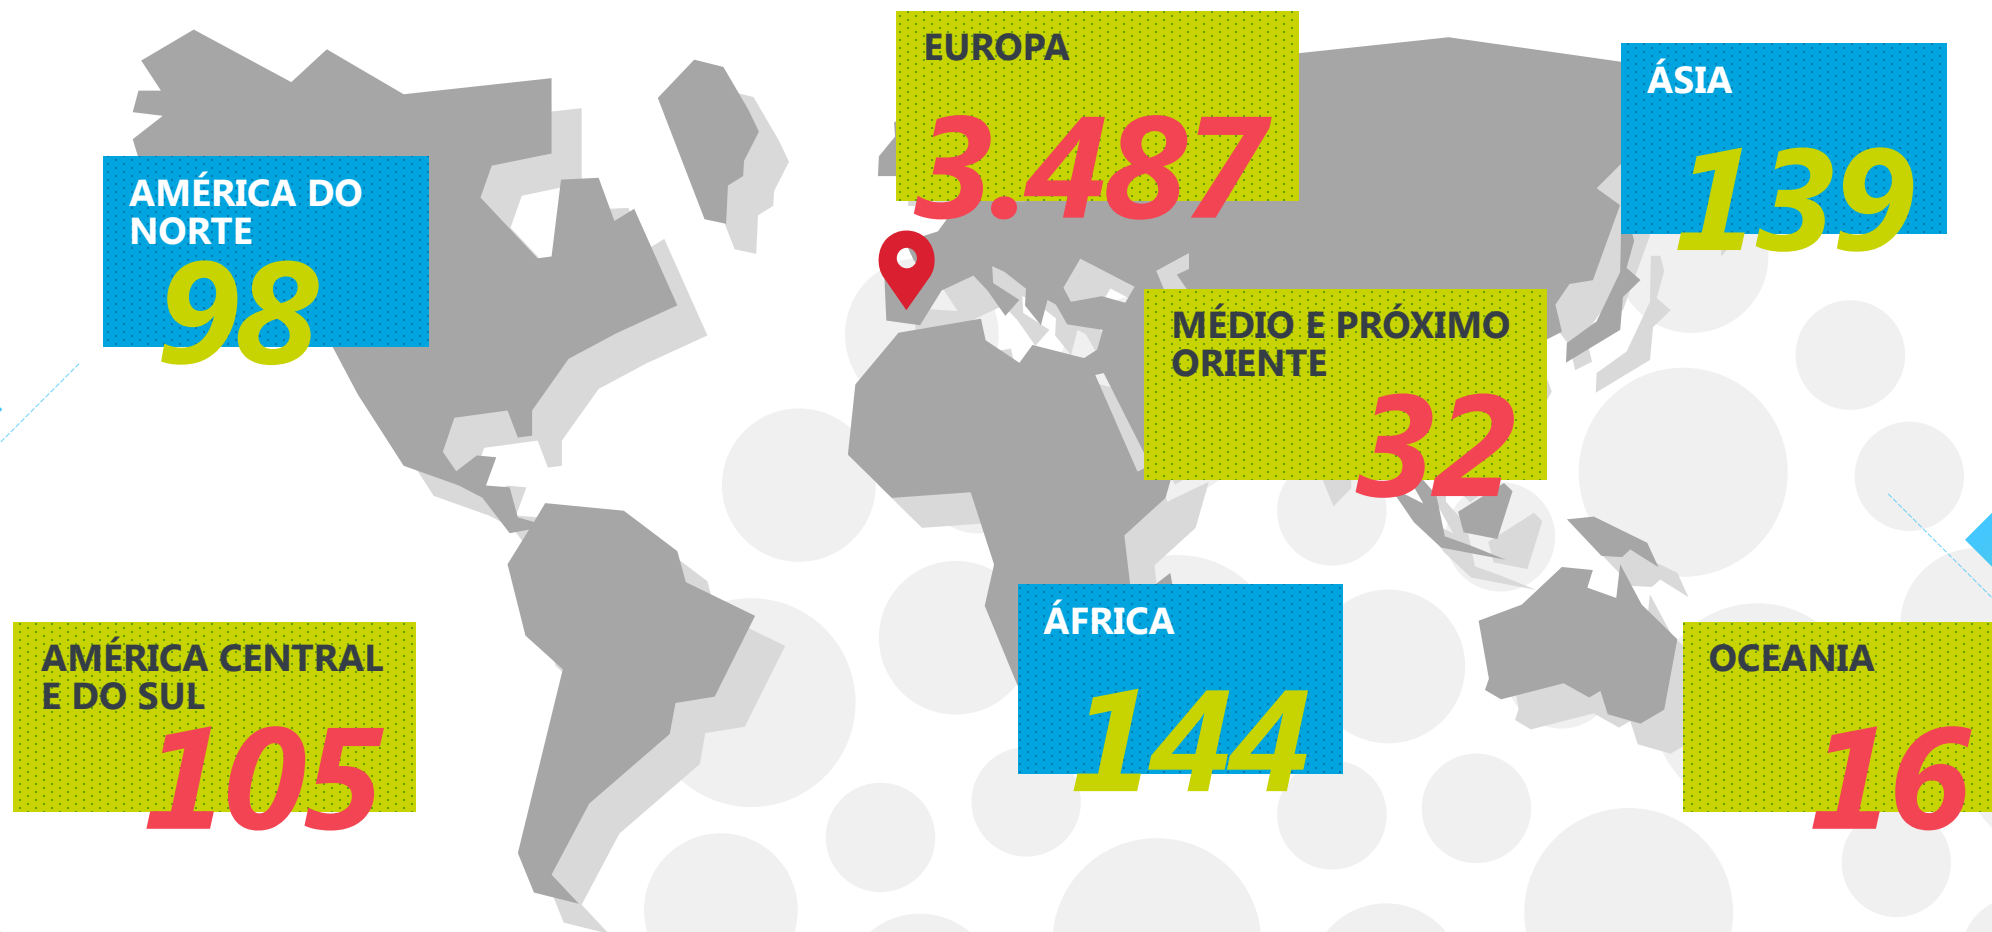 EUROPA
3.487
ÁSIA
139
AMÉRICA DO
NORTE
98
MÉDIO E PRÓXIMO
ORIENTE
32
ÁFRICA
144
AMÉRICA CENTRAL
E DO SUL
105
OCEANIA
16